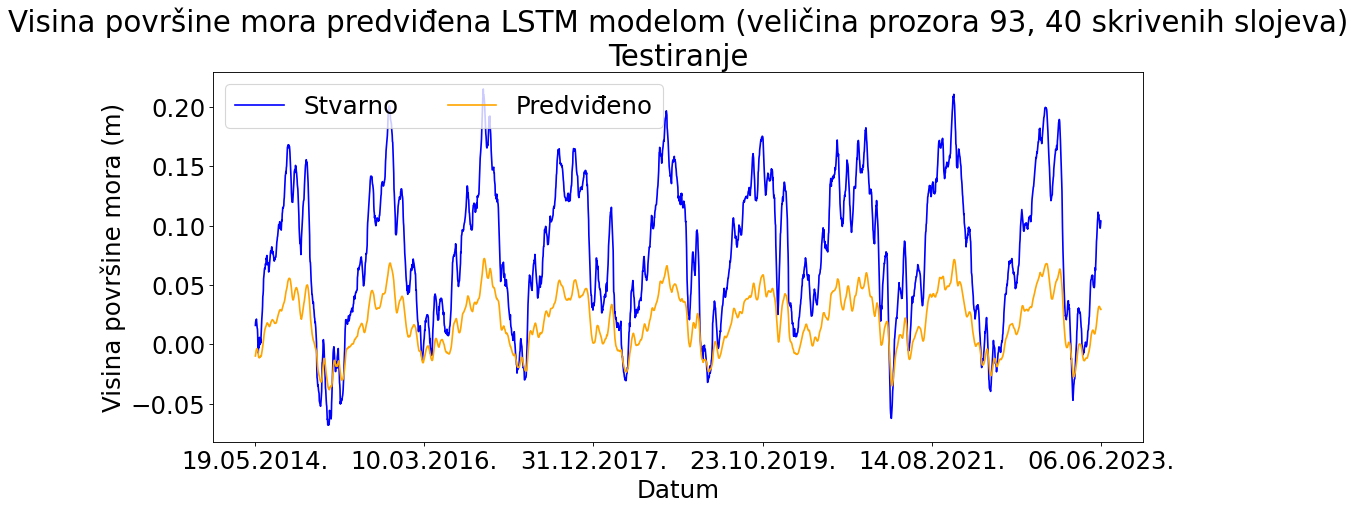 Visina površine mora predviđena LSTM modelom (veličina prozora 93, 40 skrivenih slojeva)
Testiranje
Stvarno Predviđeno
Visina površine mora (m)
0.20
0.15
0.10
0.05
0.00
−0.05
19.05.2014. 10.03.2016. 31.12.2017. 23.10.2019. 14.08.2021. 06.06.2023.
Datum